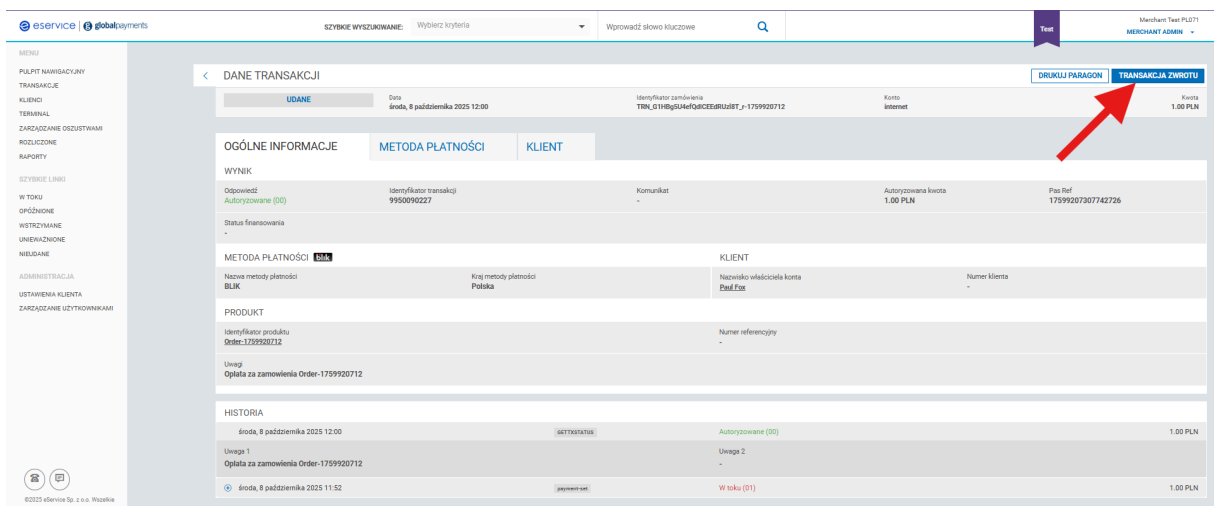 eservice | globalpayments
SZYBKIE WYSZUKIWANIE:
Wybierz kryteria
Wprowadź słowo kluczowe
Test
Merchant Test PL071
MERCHANT ADMIN
MENU
PULPIT NAWIGACYJNY
TRANSAKCJE
KLIENCI
TERMINAL
ZARZĄDZANIE OSZUSTWAMI
ROZLICZONE
RAPORTY
SZYBKIE LINKI
W TOKU
OPÓŹNIONE
WSTRZYMANE
UNIEWAŻNIONE
NIEUDANE
ADMINISTRACJA
USTAWIENIA KLIENTA
ZARZĄDZANIE UŻYTKOWNIKAMI
©2025 eService Sp. z o.o. Wszelkie
DANE TRANSAKCJI
DRUKUJ PARAGON
TRANSAKCJA ZWROTU
UDANE
Data
środa, 8 października 2025 12:00
Identyfikator zamówienia
TRN_G1HBg5U4efQdICEEdRUzl8T_r-1759920712
Konto
internet
Kwota
1.00 PLN
OGÓLNE INFORMACJE
METODA PŁATNOŚCI
KLIENT
WYNIK
Odpowiedź
Autoryzowane (00)
Identyfikator transakcji
9950090227
Komunikat
-
Autoryzowana kwota
1.00 PLN
Pas Ref
17599207307742726
Status finansowania
-
METODA PŁATNOŚCI blik
Nazwa metody płatności
BLIK
Kraj metody płatności
Polska
KLIENT
Nazwisko właściciela konta
Paul Fox
Numer klienta
-
PRODUKT
Identyfikator produktu
Order-1759920712
Numer referencyjny
-
Uwagi
Oplata za zamowienia Order-1759920712
HISTORIA
środa, 8 października 2025 12:00 GETTXSTATUS Autoryzowane (00) 1.00 PLN
Uwaga 1
Oplata za zamowienia Order-1759920712
Uwaga 2
-
środa, 8 października 2025 11:52 payment-set W toku (01) 1.00 PLN